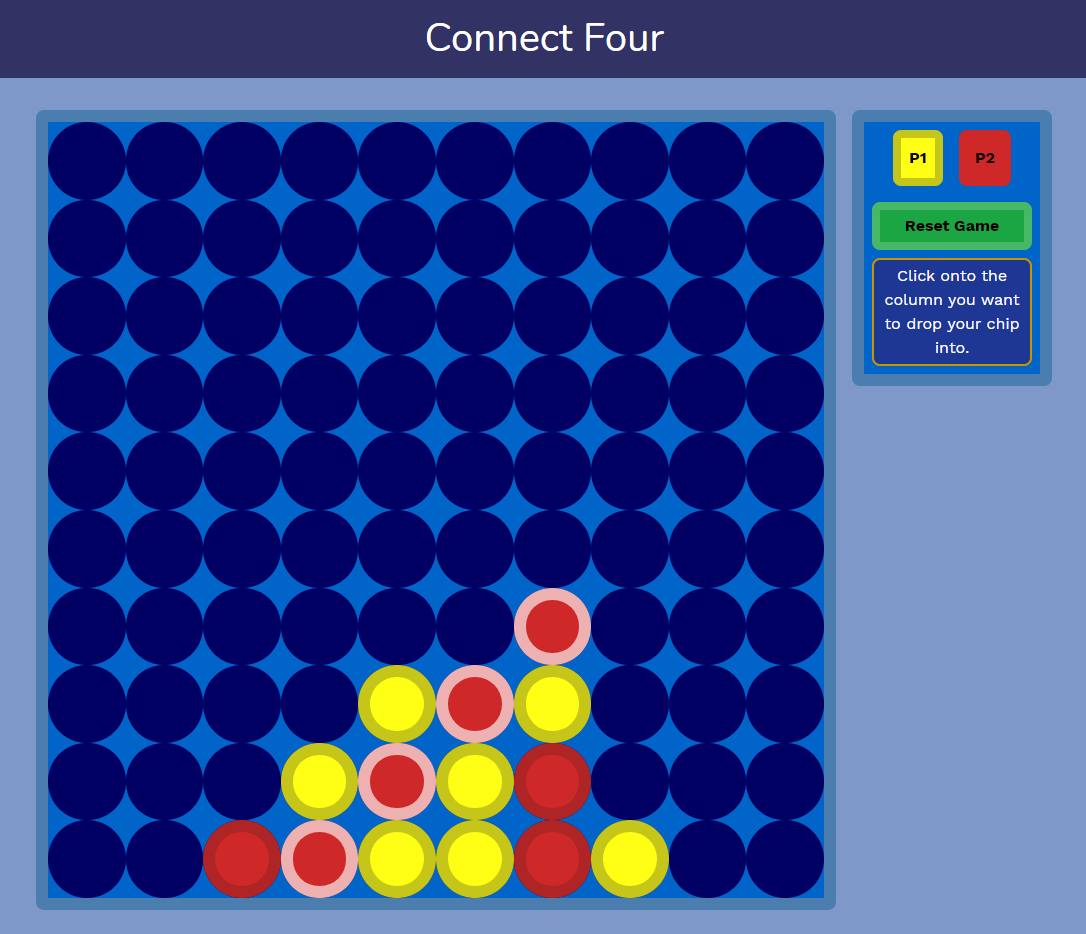 Connect Four
P1 P2
Reset Game
Click onto the
column you want
to drop your chip
into.